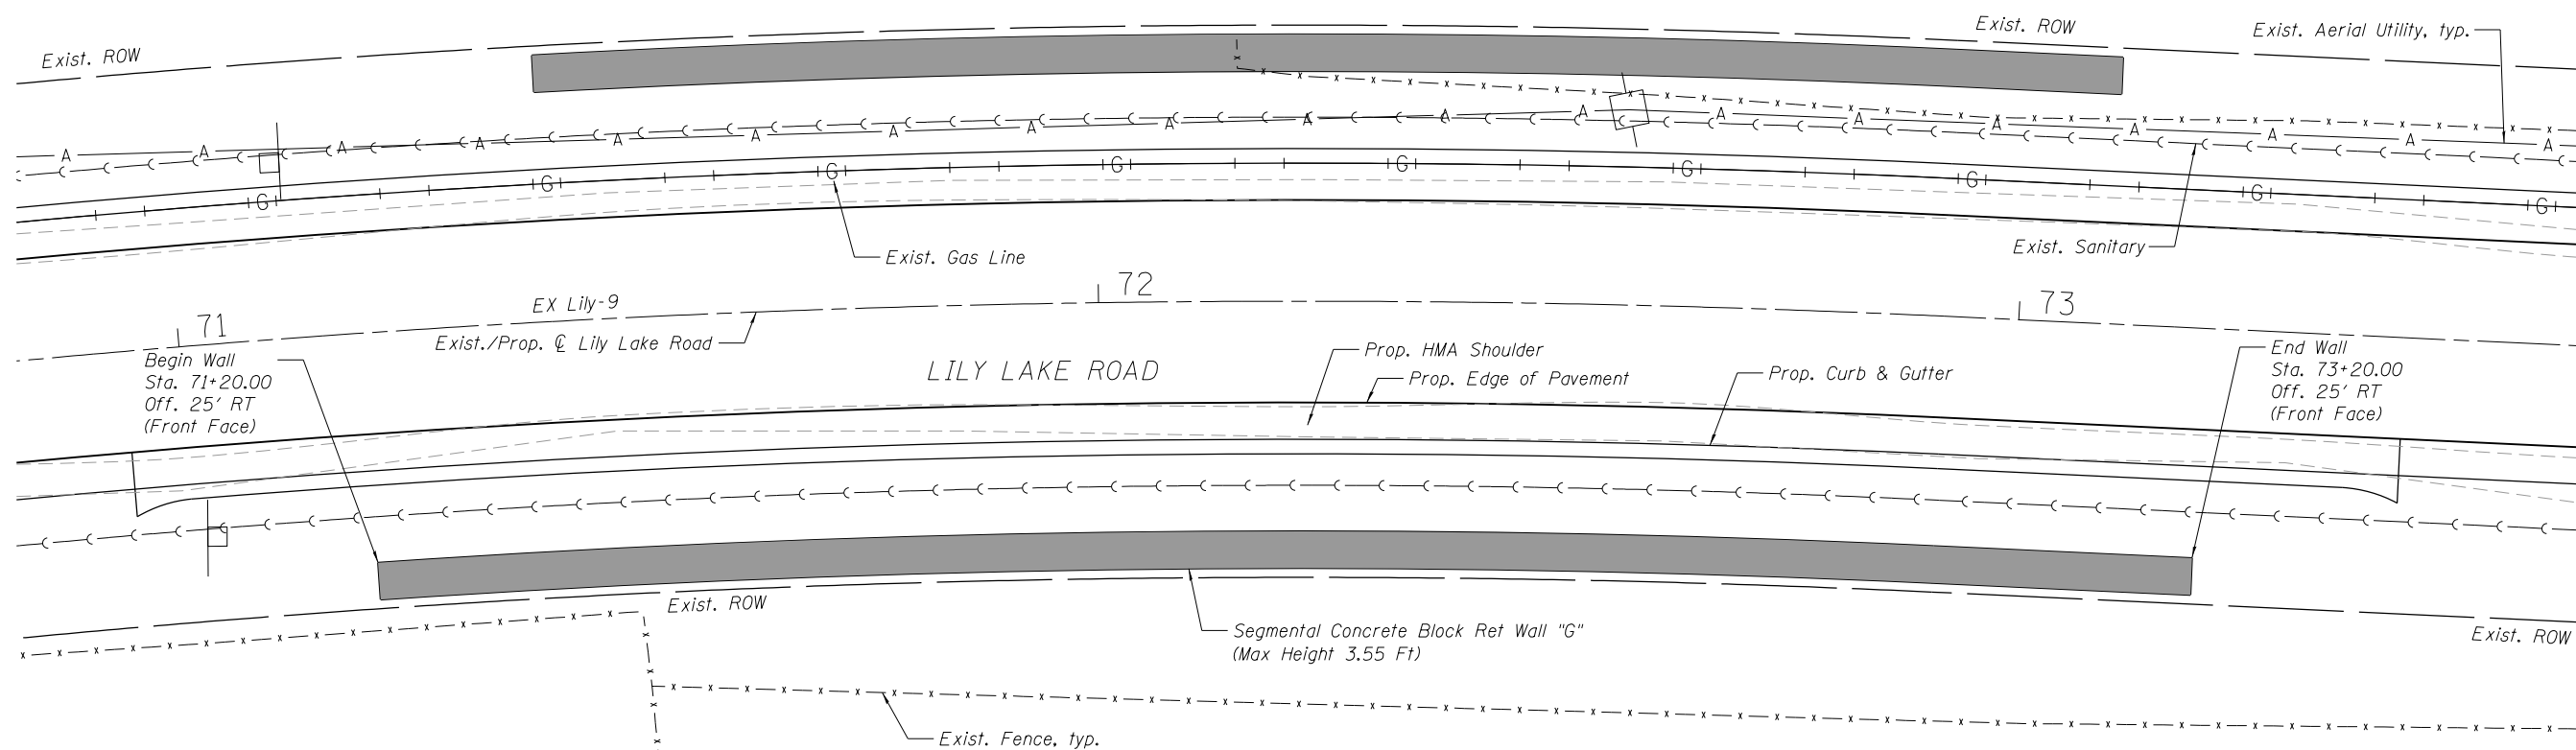 Exist. ROW
Exist. ROW
Exist. Aerial Utility, typ.
A A A A A A A A A A A A A A A A A A A
G G G G G G G G G
Exist. Gas Line
Exist. Sanitary
EX Lily-9
71
72
73
Exist./Prop. ℄ Lily Lake Road
Begin Wall
Sta. 71+20.00
Off. 25' RT
(Front Face)
LILY LAKE ROAD
Prop. HMA Shoulder
Prop. Edge of Pavement
Prop. Curb & Gutter
End Wall
Sta. 73+20.00
Off. 25' RT
(Front Face)
Exist. ROW
Segmental Concrete Block Ret Wall "G"
(Max Height 3.55 Ft)
Exist. ROW
Exist. Fence, typ.